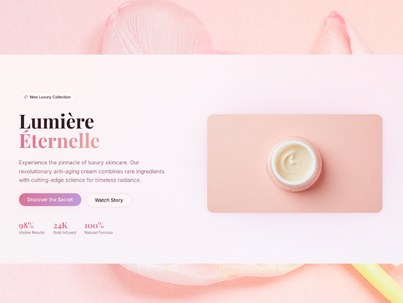 New Luxury Collection
Lumière
Éternelle
Experience the pinnacle of luxury skincare. Our
revolutionary anti-aging cream combines rare ingredients
with cutting-edge science for timeless radiance.
Discover the Secret
Watch Story
98% 24K 100%
Visible Results Gold Infused Natural Formula